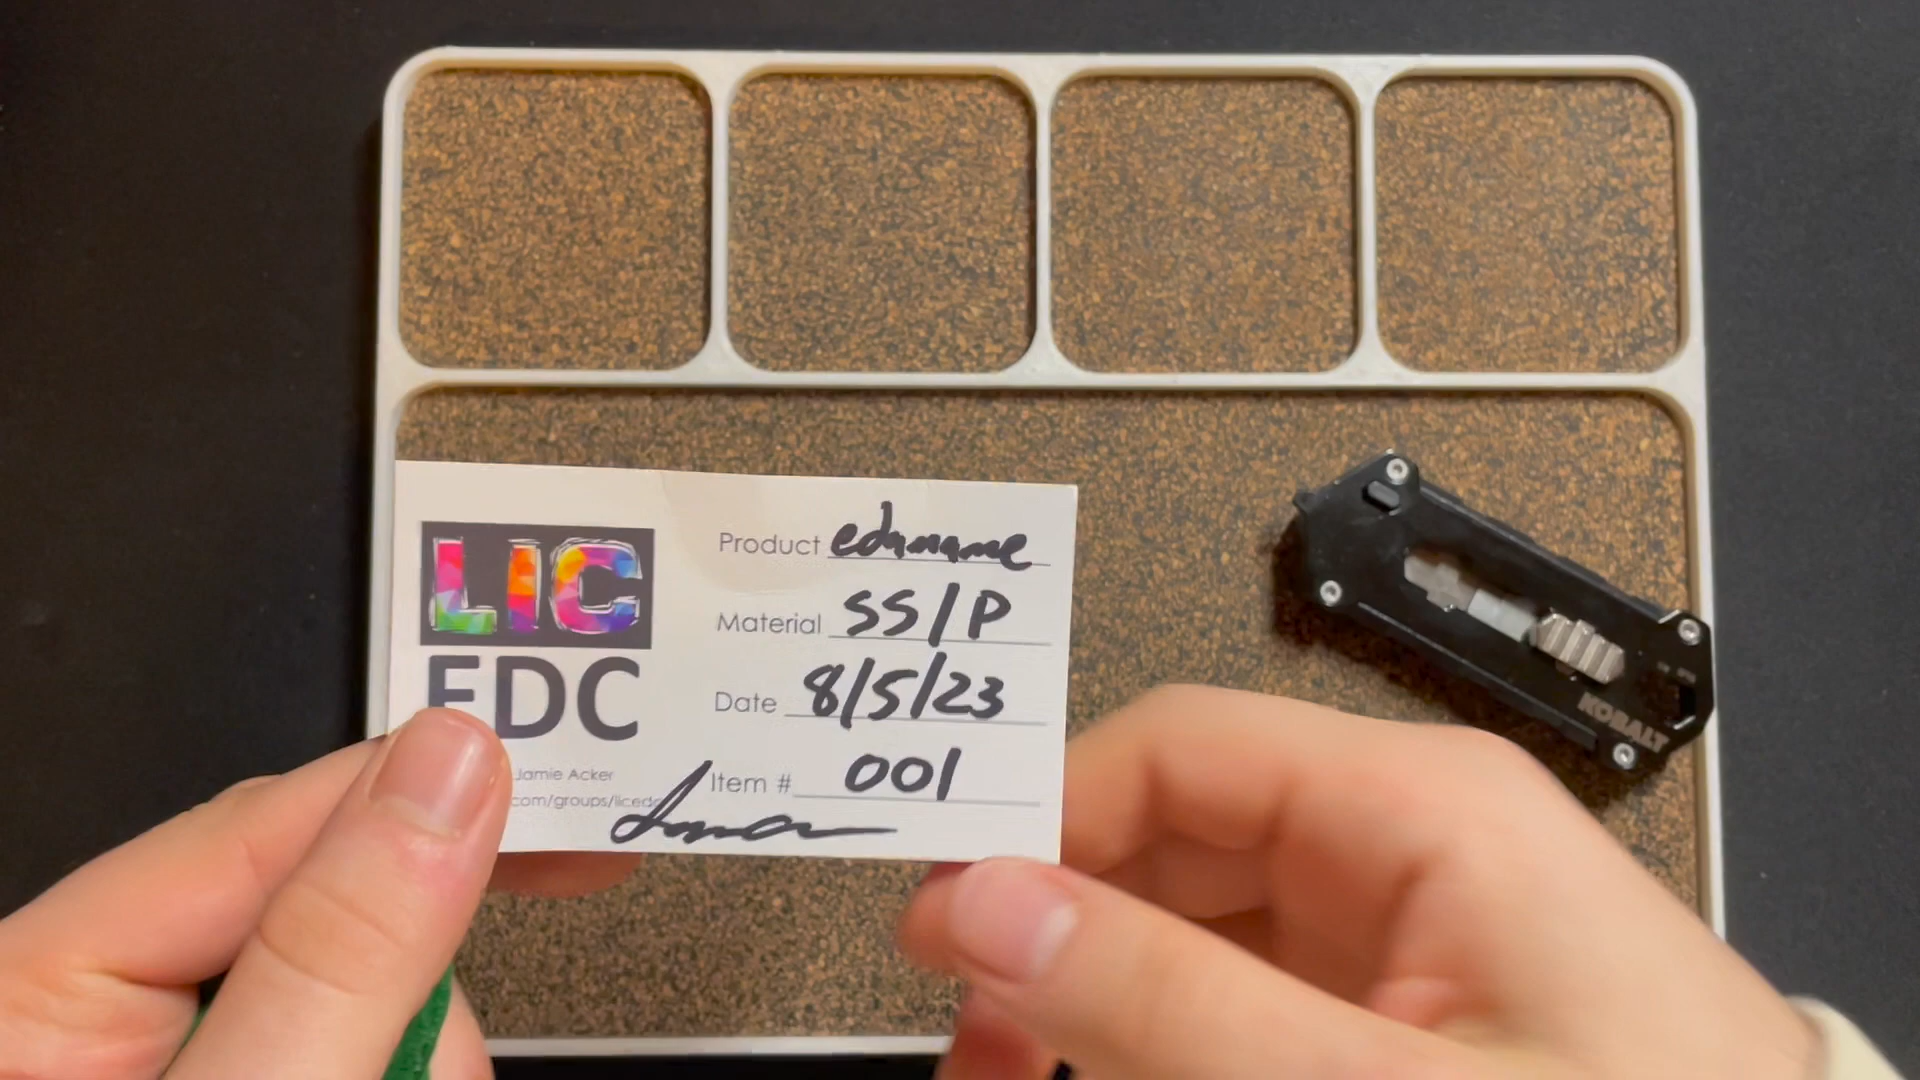 LIC
EDC
Jamie Acker
com/groups/licedc
Product edamame
Material SS/P
Date 8/5/23
Item # 001
KOBALT